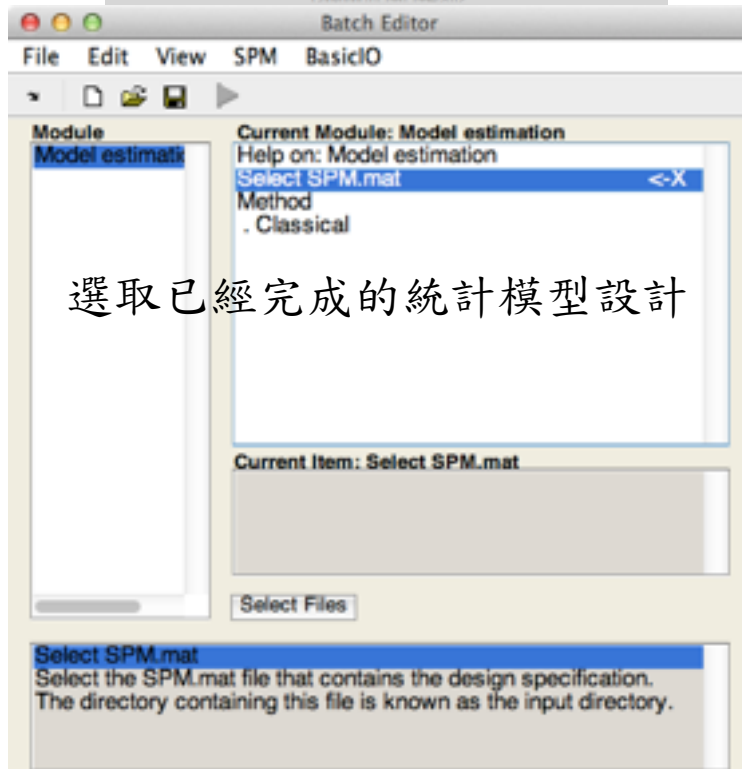 Batch Editor
File Edit View SPM BasicIO
Module
Model estimatic
Current Module: Model estimation
Help on: Model estimation
Select SPM.mat <-X
Method
. Classical
選取已經完成的統計模型設計
Current Item: Select SPM.mat
Select Files
Select SPM.mat
Select the SPM.mat file that contains the design specification.
The directory containing this file is known as the input directory.